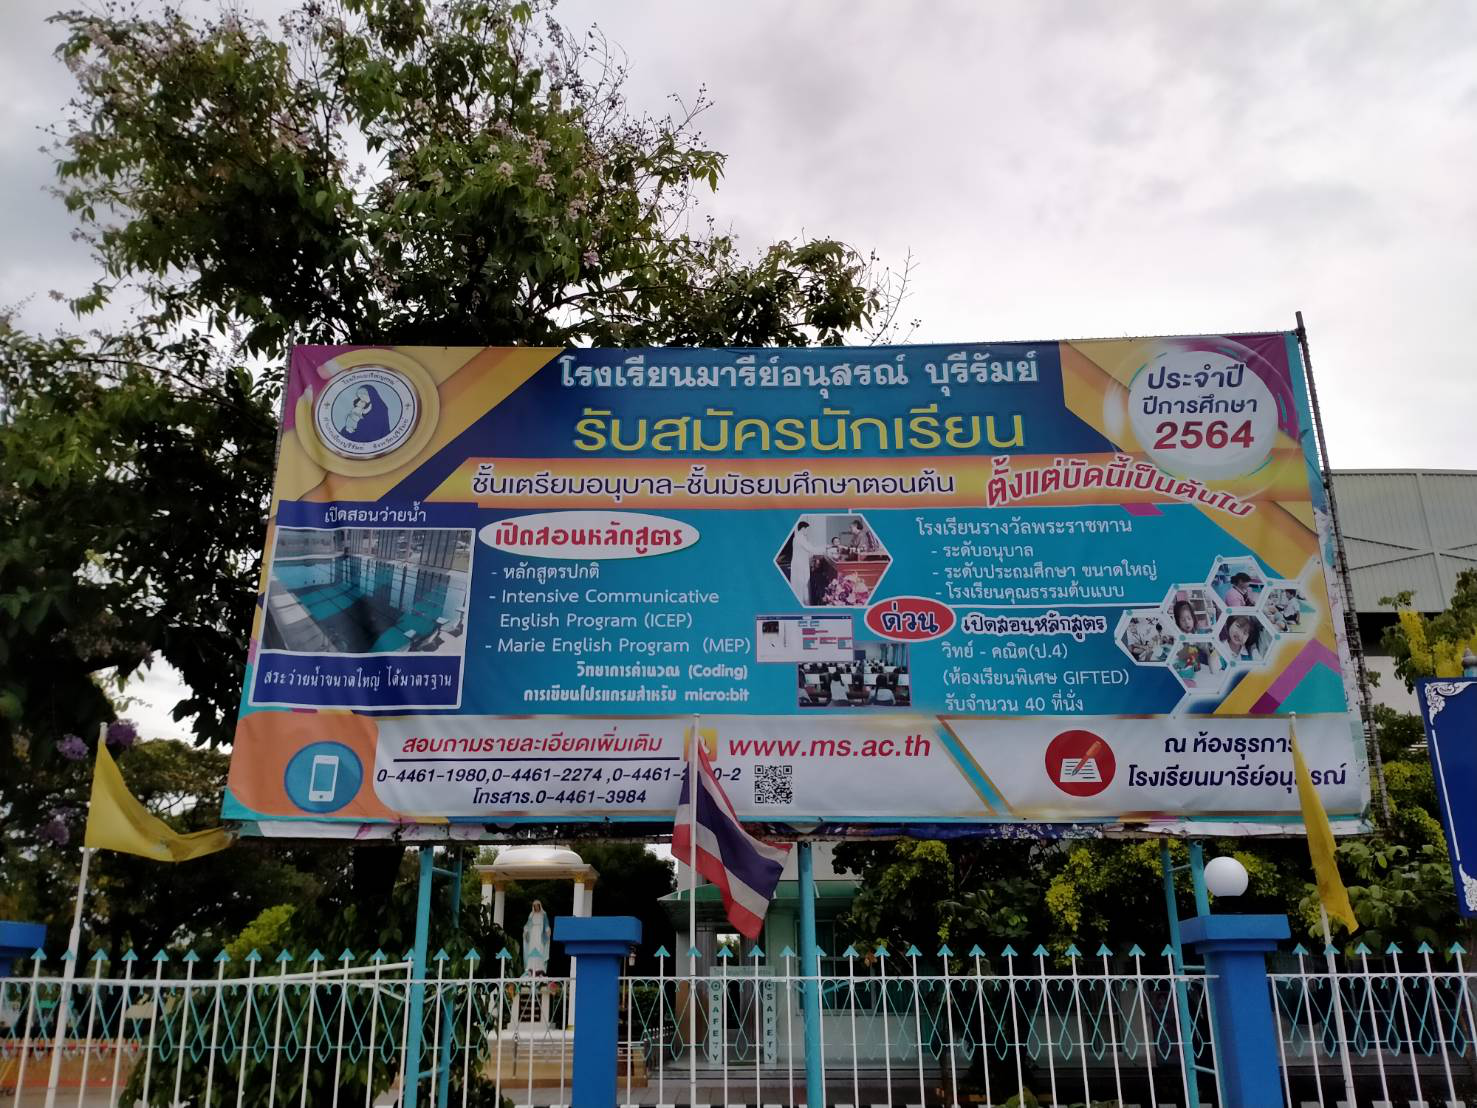 โรงเรียนมารีย์อนุสรณ์ บุรีรัมย์
รับสมัครนักเรียน
ประจำปี
ปีการศึกษา
2564
ชั้นเตรียมอนุบาล-ชั้นมัธยมศึกษาตอนต้น
ตั้งแต่บัดนี้เป็นต้นไป
เปิดสอนว่ายน้ำ
สระว่ายน้ำขนาดใหญ่ ได้มาตรฐาน
เปิดสอนหลักสูตร
- หลักสูตรปกติ
- Intensive Communicative
English Program (ICEP)
- Marie English Program (MEP)
วิทยาการคำนวณ (Coding)
การเขียนโปรแกรมสำหรับ micro:bit
โรงเรียนรางวัลพระราชทาน
- ระดับอนุบาล
- ระดับประถมศึกษา ขนาดใหญ่
- โรงเรียนคุณธรรมต้นแบบ
ด่วน
เปิดสอนหลักสูตร
วิทย์ - คณิต(ป.4)
(ห้องเรียนพิเศษ GIFTED)
รับจำนวน 40 ที่นั่ง
สอบถามรายละเอียดเพิ่มเติม
0-4461-1980,0-4461-2274 ,0-4461-
โทรสาร.0-4461-3984
www.ms.ac.th
ณ ห้องธุรการ
โรงเรียนมารีย์อนุสรณ์
SAFETY
SAFETY